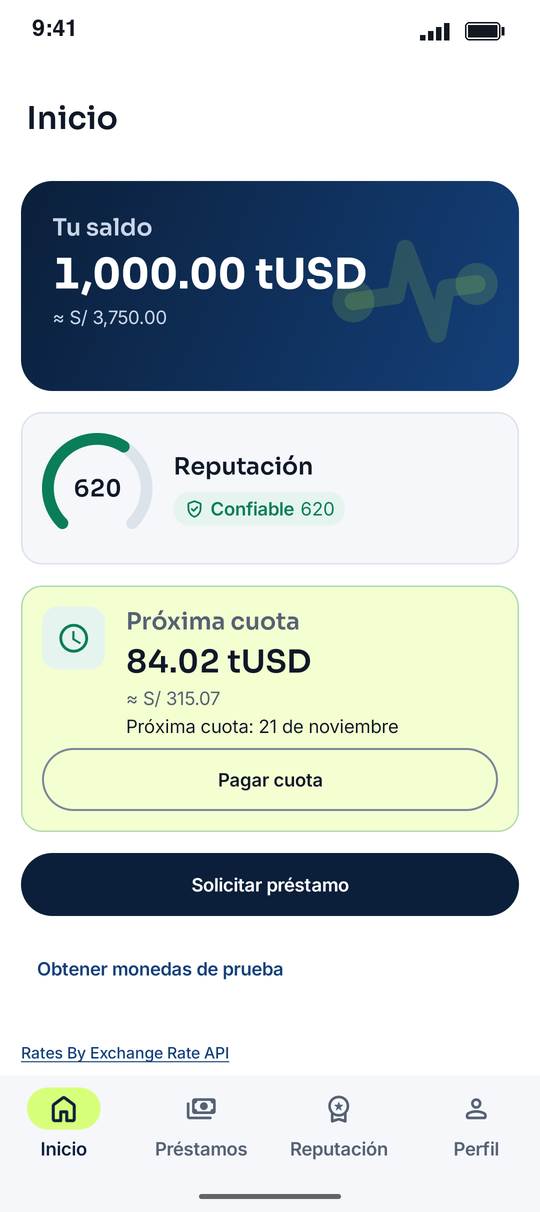 9:41
Inicio
Tu saldo
1,000.00 tUSD
≈ S/ 3,750.00
620
Reputación
Confiable 620
Próxima cuota
84.02 tUSD
≈ S/ 315.07
Próxima cuota: 21 de noviembre
Pagar cuota
Solicitar préstamo
Obtener monedas de prueba
Rates By Exchange Rate API
Inicio
Préstamos
Reputación
Perfil